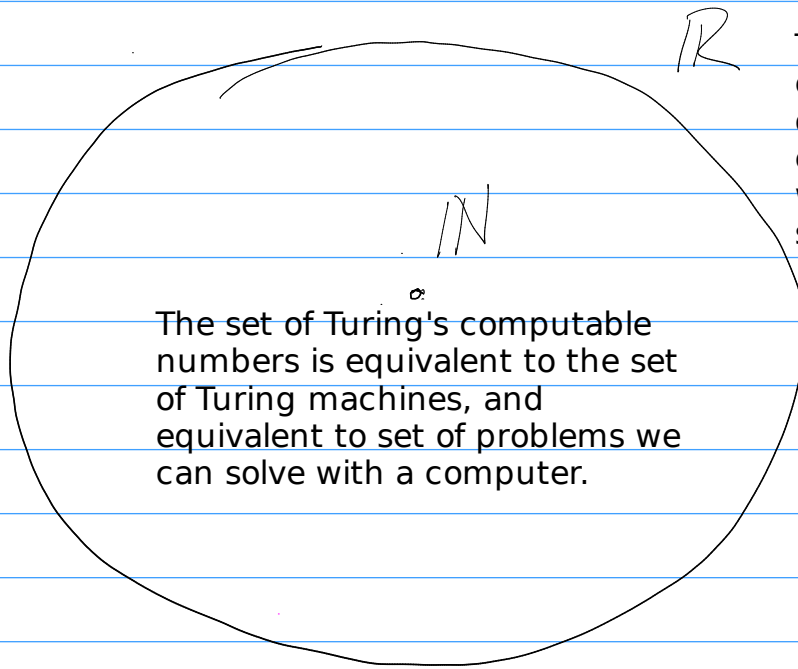 ℝ
ℕ
The set of Turing's computable
numbers is equivalent to the set
of Turing machines, and
equivalent to set of problems we
can solve with a computer.